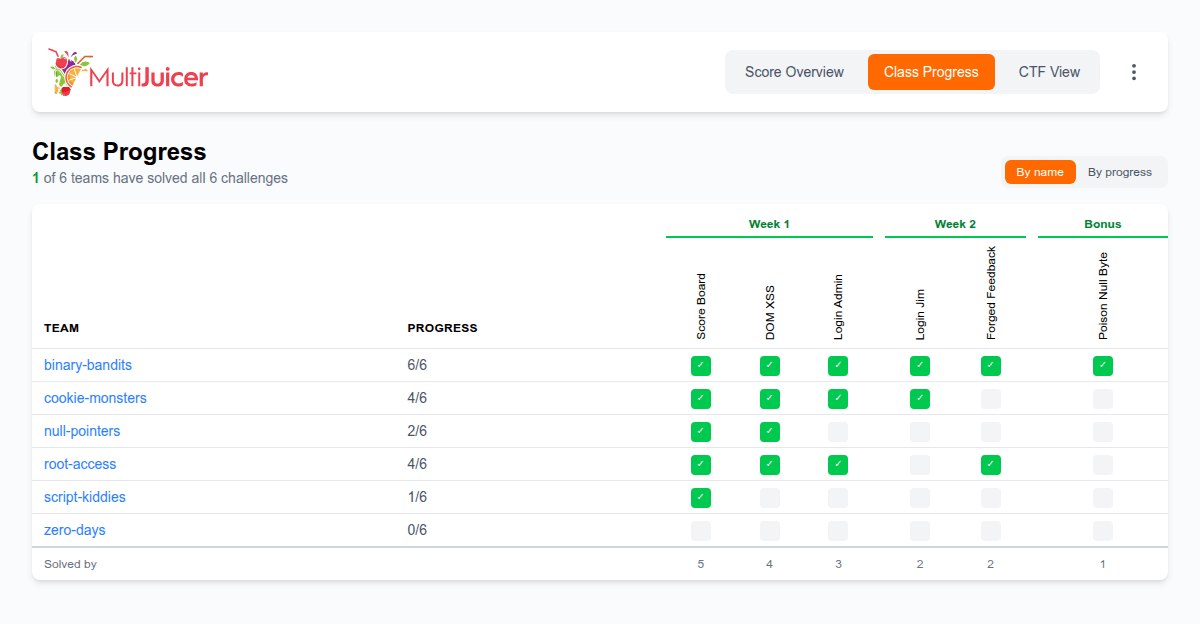 MultiJuicer
Score Overview
Class Progress
CTF View
Class Progress
1 of 6 teams have solved all 6 challenges
By name
By progress
Week 1
Week 2
Bonus
TEAM
PROGRESS
Score Board
DOM XSS
Login Admin
Login Jim
Forged Feedback
Poison Null Byte
binary-bandits 6/6 ✓ ✓ ✓ ✓ ✓ ✓
cookie-monsters 4/6 ✓ ✓ ✓ ✓
null-pointers 2/6 ✓ ✓
root-access 4/6 ✓ ✓ ✓ ✓
script-kiddies 1/6 ✓
zero-days 0/6
Solved by 5 4 3 2 2 1